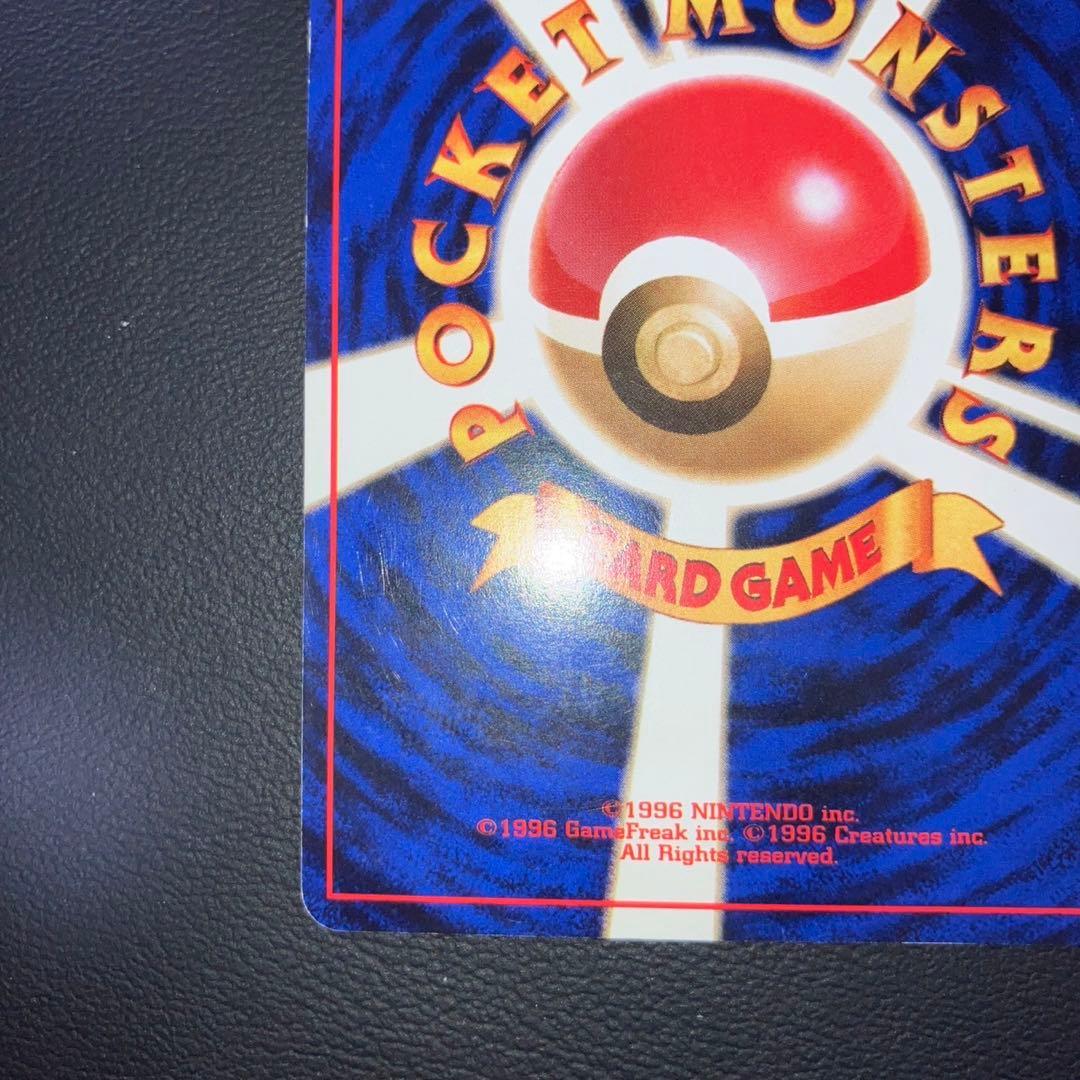 POCKET MONSTERS
CARD GAME
©1996 NINTENDO inc.
©1996 GameFreak inc. ©1996 Creatures inc.
All Rights reserved.